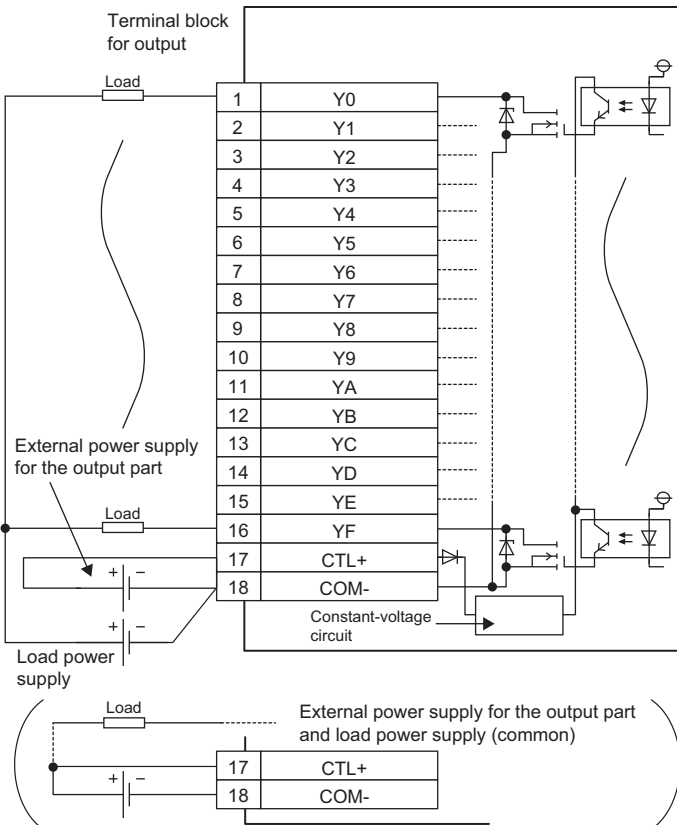 Terminal block
for output
Load
1 Y0
2 Y1
3 Y2
4 Y3
5 Y4
6 Y5
7 Y6
8 Y7
9 Y8
10 Y9
11 YA
12 YB
13 YC
External power supply
for the output part
14 YD
15 YE
Load
16 YF
17 CTL+
+ −
18 COM-
Constant-voltage
circuit
+ −
Load power
supply
Load
External power supply for the output part
and load power supply (common)
17 CTL+
+ −
18 COM-